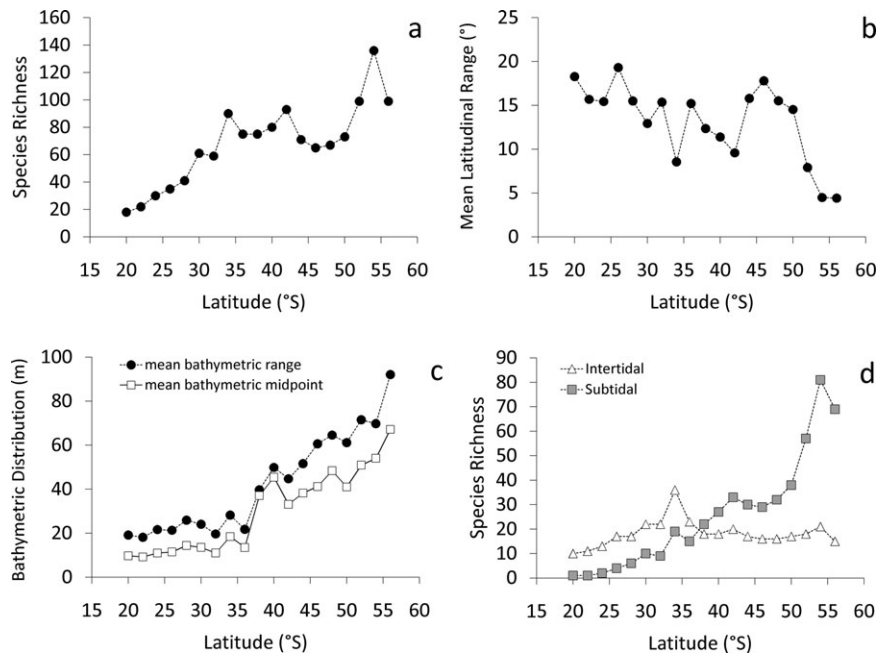 a
Species Richness
160
140
120
100
80
60
40
20
0
15 20 25 30 35 40 45 50 55 60
Latitude (°S)
b
Mean Latitudinal Range (°)
25
20
15
10
5
0
15 20 25 30 35 40 45 50 55 60
Latitude (°S)
c
Bathymetric Distribution (m)
mean bathymetric range
mean bathymetric midpoint
100
80
60
40
20
0
15 20 25 30 35 40 45 50 55 60
Latitude (°S)
d
Species Richness
Intertidal
Subtidal
90
80
70
60
50
40
30
20
10
0
15 20 25 30 35 40 45 50 55 60
Latitude (°S)